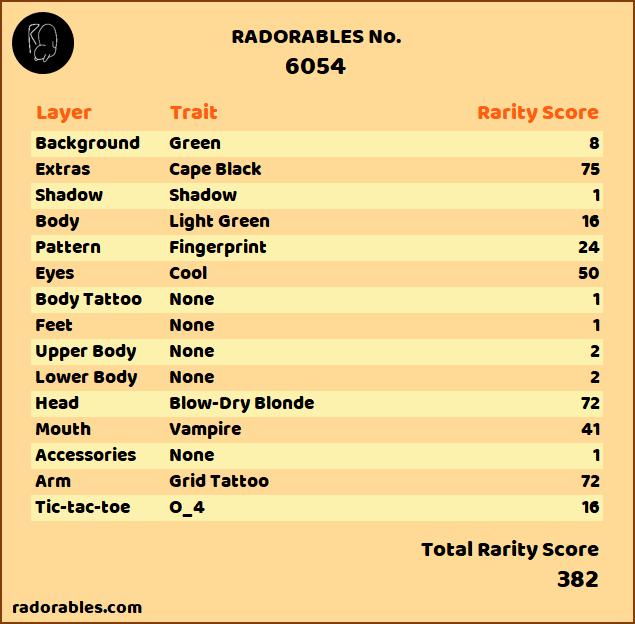 RADORABLES No.
6054
Layer Trait Rarity Score
Background Green 8
Extras Cape Black 75
Shadow Shadow 1
Body Light Green 16
Pattern Fingerprint 24
Eyes Cool 50
Body Tattoo None 1
Feet None 1
Upper Body None 2
Lower Body None 2
Head Blow-Dry Blonde 72
Mouth Vampire 41
Accessories None 1
Arm Grid Tattoo 72
Tic-tac-toe O_4 16
Total Rarity Score
382
radorables.com